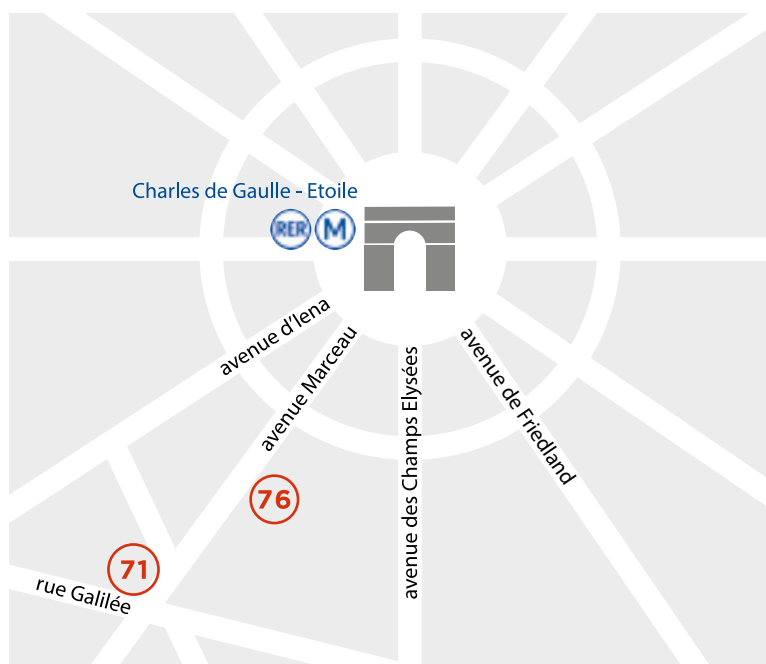 Charles de Gaulle - Etoile
RER M
avenue d'Iena
avenue Marceau
avenue des Champs Elysées
avenue de Friedland
76
71
rue Galilée